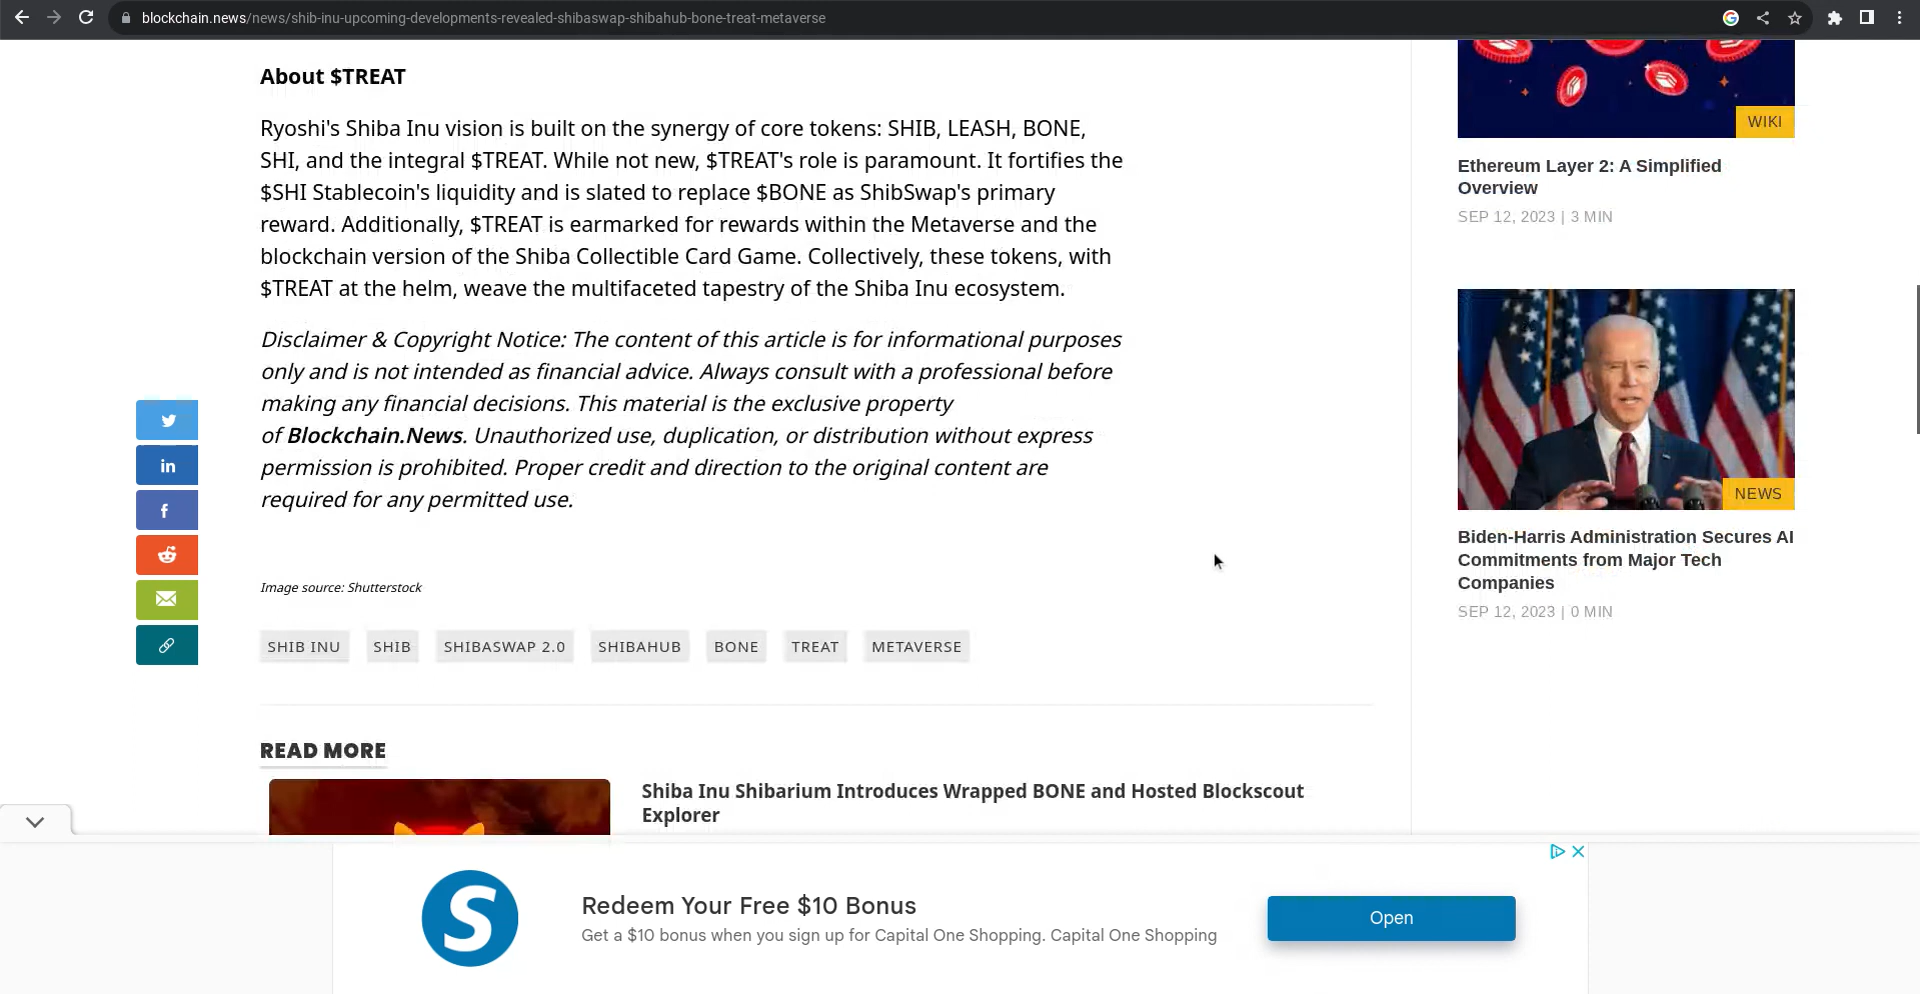 blockchain.news/news/shib-inu-upcoming-developments-revealed-shibaswap-shibahub-bone-treat-metaverse
About $TREAT
Ryoshi's Shiba Inu vision is built on the synergy of core tokens: SHIB, LEASH, BONE,
SHI, and the integral $TREAT. While not new, $TREAT's role is paramount. It fortifies the
$SHI Stablecoin's liquidity and is slated to replace $BONE as ShibSwap's primary
reward. Additionally, $TREAT is earmarked for rewards within the Metaverse and the
blockchain version of the Shiba Collectible Card Game. Collectively, these tokens, with
$TREAT at the helm, weave the multifaceted tapestry of the Shiba Inu ecosystem.
Disclaimer & Copyright Notice: The content of this article is for informational purposes
only and is not intended as financial advice. Always consult with a professional before
making any financial decisions. This material is the exclusive property
of Blockchain.News. Unauthorized use, duplication, or distribution without express
permission is prohibited. Proper credit and direction to the original content are
required for any permitted use.
in
f
Image source: Shutterstock
SHIB INU SHIB SHIBASWAP 2.0 SHIBAHUB BONE TREAT METAVERSE
READ MORE
Shiba Inu Shibarium Introduces Wrapped BONE and Hosted Blockscout
Explorer
WIKI
Ethereum Layer 2: A Simplified
Overview
SEP 12, 2023 | 3 MIN
NEWS
Biden-Harris Administration Secures AI
Commitments from Major Tech
Companies
SEP 12, 2023 | 0 MIN
S
Redeem Your Free $10 Bonus
Get a $10 bonus when you sign up for Capital One Shopping. Capital One Shopping
Open